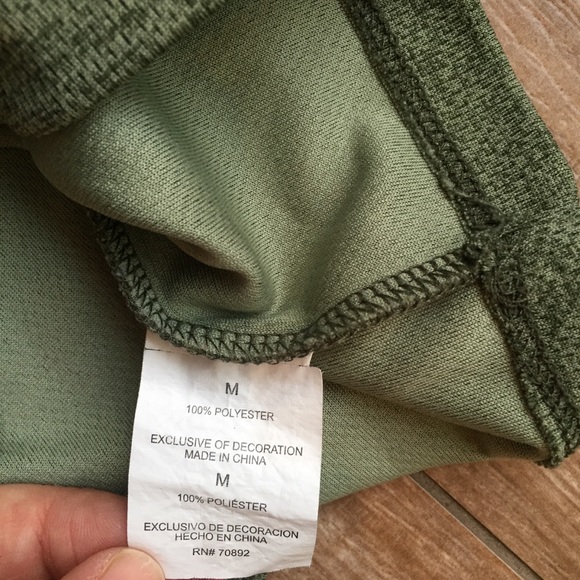 M
100% POLYESTER
EXCLUSIVE OF DECORATION
MADE IN CHINA
M
100% POLIÉSTER
EXCLUSIVO DE DECORACION
HECHO EN CHINA
RN# 70892